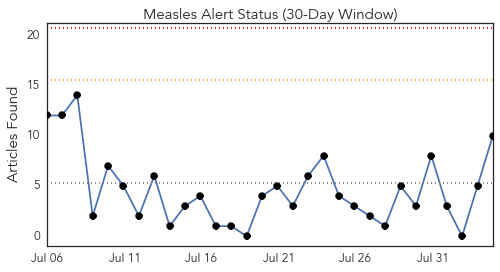 Measles Alert Status (30-Day Window)
Articles Found
20
15
10
5
0
Jul 06 Jul 11 Jul 16 Jul 21 Jul 26 Jul 31